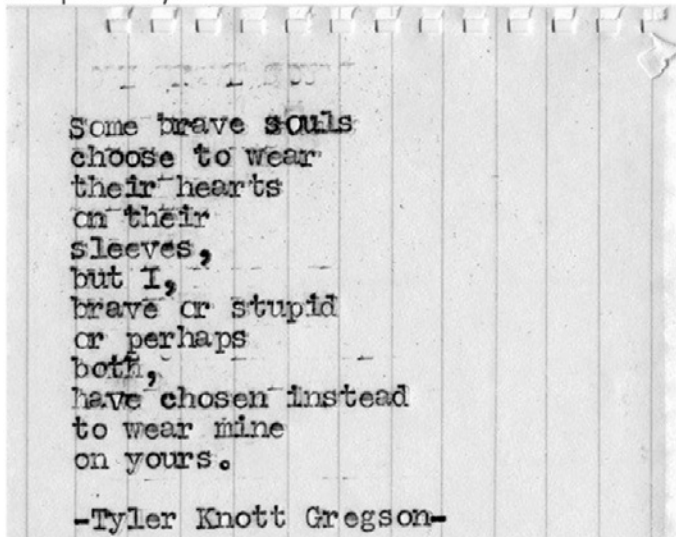 Some brave souls
choose to wear
their hearts
on their
sleeves,
but I,
brave or stupid
or perhaps
both,
have chosen instead
to wear mine
on yours.
-Tyler Knott Gregson-